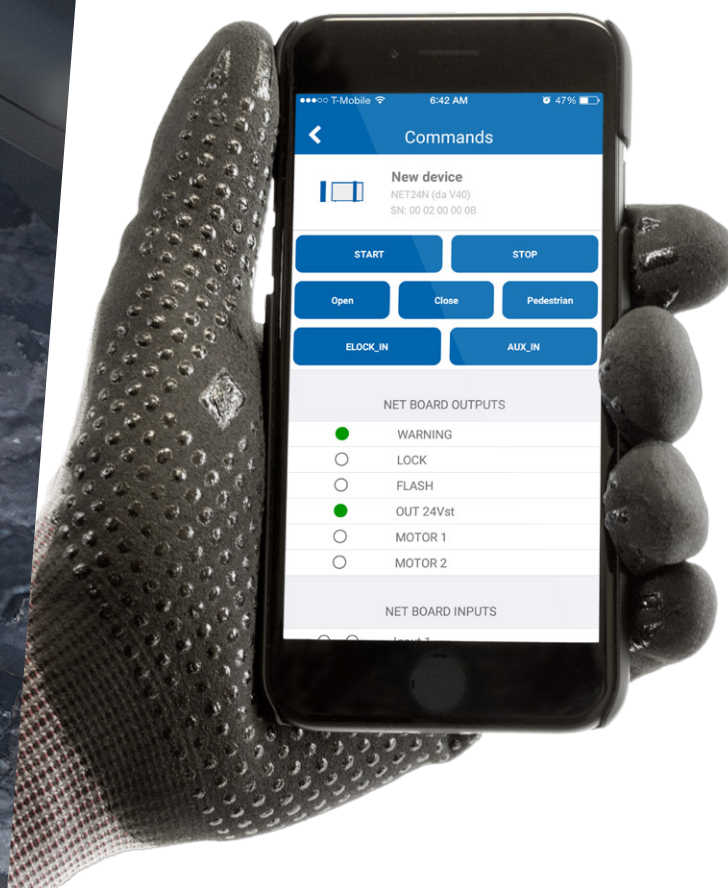 T-Mobile 6:42 AM 47%
Commands
New device
NET24N (da V40)
SN: 00 02 00 00 0B
START STOP
Open Close Pedestrian
ELOCK_IN AUX_IN
NET BOARD OUTPUTS
WARNING
LOCK
FLASH
OUT 24Vst
MOTOR 1
MOTOR 2
NET BOARD INPUTS
Input 1